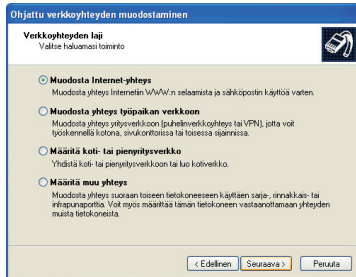 Ohjattu verkkoyhteyden muodostaminen
Verkkoyhteyden laji
Valitse haluamasi toiminto
Muodosta Internet-yhteys
Muodosta yhteys Internetiin WWW:n selaamista ja sähköpostin käyttöä varten.
Muodosta yhteys työpaikan verkkoon
Muodosta yhteys yritysverkkoon (puhelinverkkoyhteys tai VPN), jotta voit
työskennellä kotona, sivukonttorissa tai toisessa sijainnissa.
Määritä koti- tai pienyritysverkko
Yhdistä koti- tai pienyritysverkkoon tai luo kotiverkko.
Määritä muu yhteys
Muodosta yhteys suoraan toiseen tietokoneeseen käyttäen sarja-, rinnakkais- tai
infrapunaporttia. Voit myös määrittää tämän tietokoneen vastaanottamaan yhteyden
muista tietokoneista.
< Edellinen
Seuraava >
Peruuta